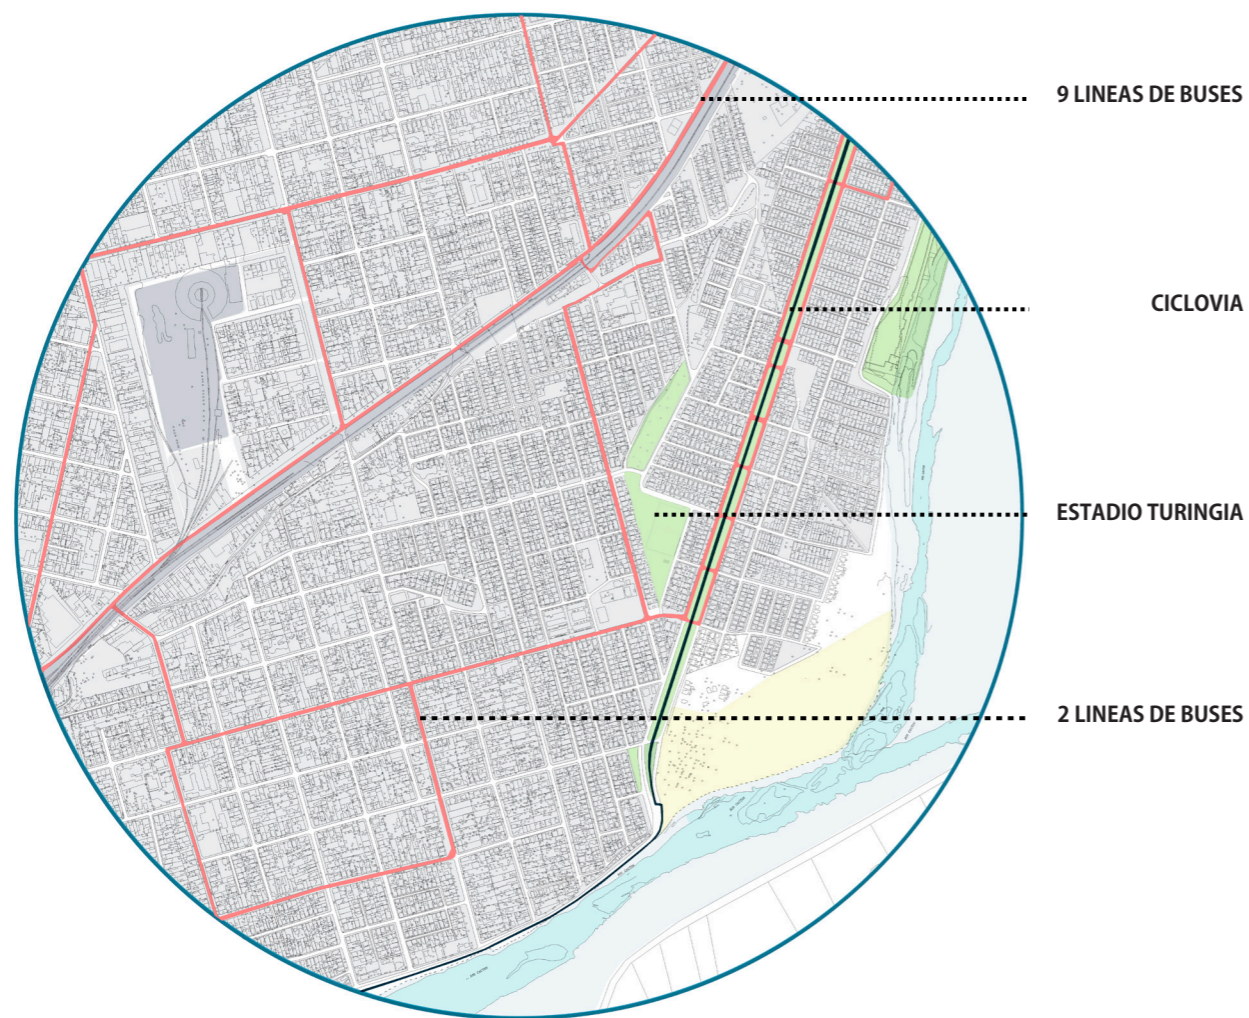 9 LINEAS DE BUSES
CICLOVIA
ESTADIO TURINGIA
2 LINEAS DE BUSES